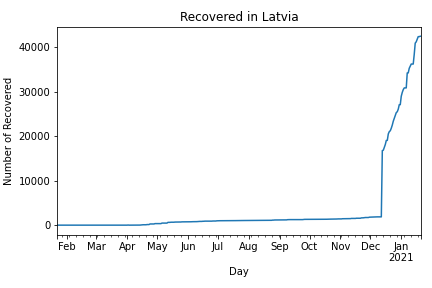 Recovered in Latvia
Number of Recovered
40000
30000
20000
10000
0
Feb Mar Apr May Jun Jul Aug Sep Oct Nov Dec Jan
2021
Day